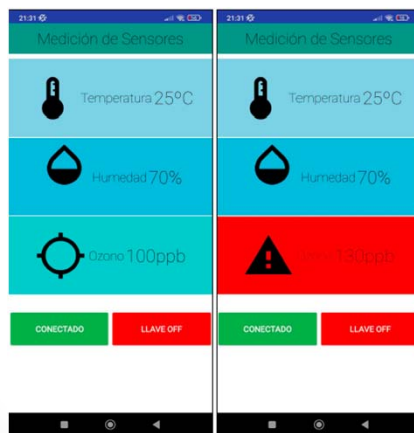 21:31
Medición de Sensores
Temperatura 25ºC
Humedad 70%
Ozono 100ppb
CONECTADO
LLAVE OFF
21:31
Medición de Sensores
Temperatura 25ºC
Humedad 70%
130ppb
CONECTADO
LLAVE OFF